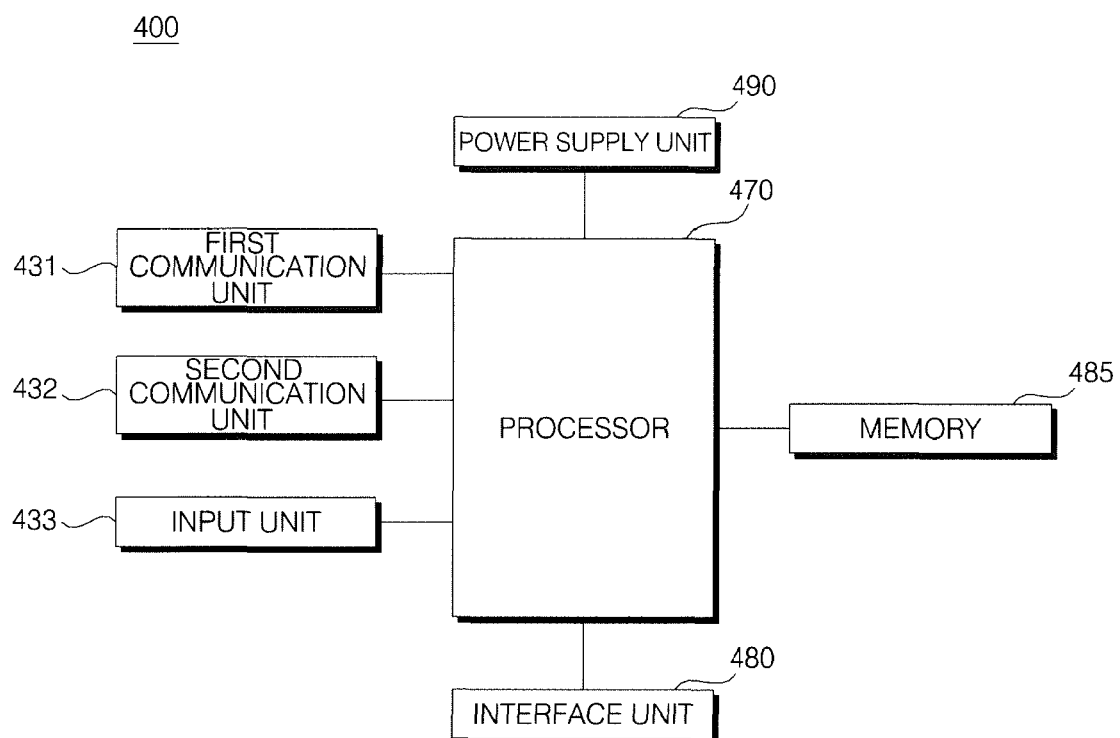 400
490
POWER SUPPLY UNIT
470
431
FIRST
COMMUNICATION
UNIT
432
SECOND
COMMUNICATION
UNIT
433
INPUT UNIT
PROCESSOR
485
MEMORY
480
INTERFACE UNIT